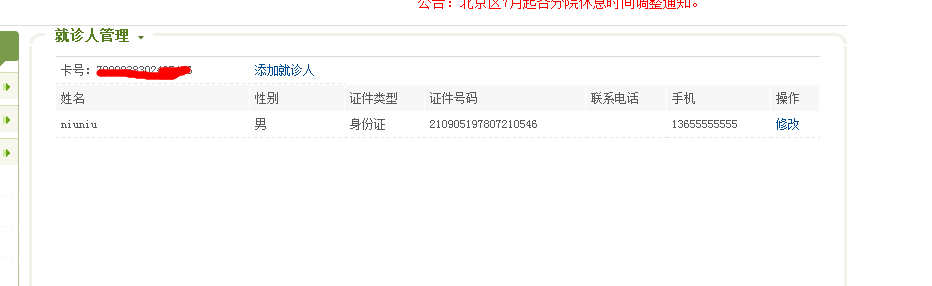 公告：北京区7月起各分院休息时间调整通知。
就诊人管理
卡号： 添加就诊人
姓名 性别 证件类型 证件号码 联系电话 手机 操作
niuniu 男 身份证 210905197807210546 13655555555 修改